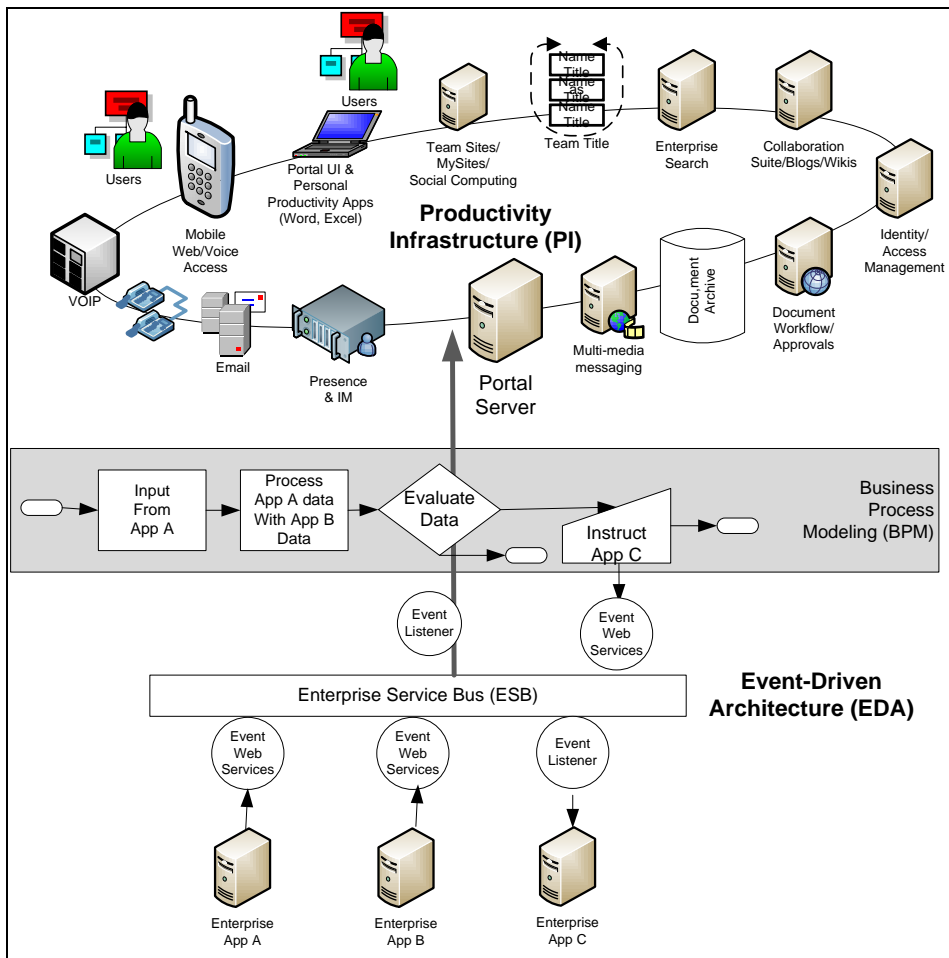 Users
Users
Name
Title
as
Name
Title
Name
Title
Team Title
Team Sites/
MySites/
Social Computing
Enterprise
Search
Collaboration
Suite/Blogs/Wikis
Portal UI &
Personal
Productivity Apps
(Word, Excel)
Mobile
Web/Voice
Access
Productivity
Infrastructure (PI)
Identity/
Access
Management
VOIP
Docu,ment
Archive
Document
Workflow/
Approvals
Email
Presence
& IM
Portal
Server
Multi-media
messaging
Input
From
App A
Process
App A data
With App B
Data
Evaluate
Data
Instruct
App C
Business
Process
Modeling (BPM)
Event
Listener
Event
Web
Services
Enterprise Service Bus (ESB)
Event-Driven
Architecture (EDA)
Event
Web
Services
Event
Web
Services
Event
Listener
Enterprise
App A
Enterprise
App B
Enterprise
App C